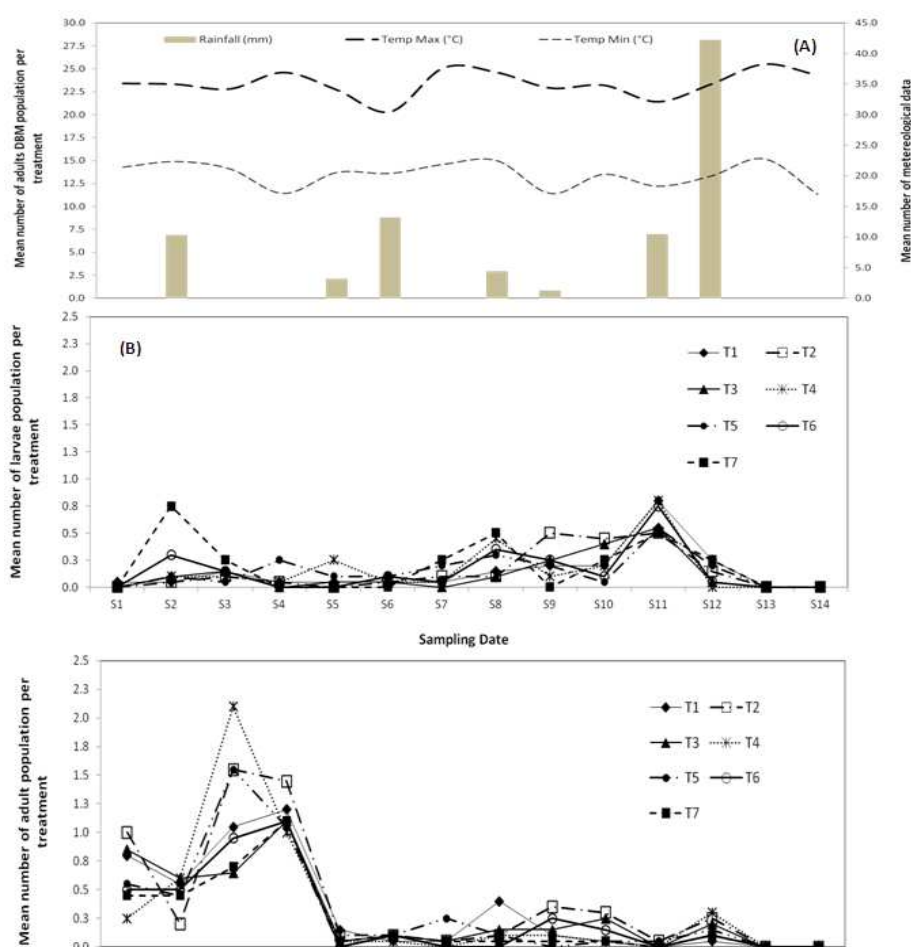 Rainfall (mm) Temp Max (°C) Temp Min (°C) (A)
Mean number of adults DBM population per
treatment
30.0
27.5
25.0
22.5
20.0
17.5
15.0
12.5
10.0
7.5
5.0
2.5
0.0
45.0
40.0
35.0
30.0
25.0
20.0
15.0
10.0
5.0
0.0
Mean number of metereological data
(B)
Mean number of larvae population per
treatment
2.5
2.3
2.0
1.8
1.5
1.3
1.0
0.8
0.5
0.3
0.0
T1 T2
T3 T4
T5 T6
T7
S1 S2 S3 S4 S5 S6 S7 S8 S9 S10 S11 S12 S13 S14
Sampling Date
Mean number of adult population per
treatment
2.5
2.3
2.0
1.8
1.5
1.3
1.0
0.8
0.5
0.3
0.0
T1 T2
T3 T4
T5 T6
T7